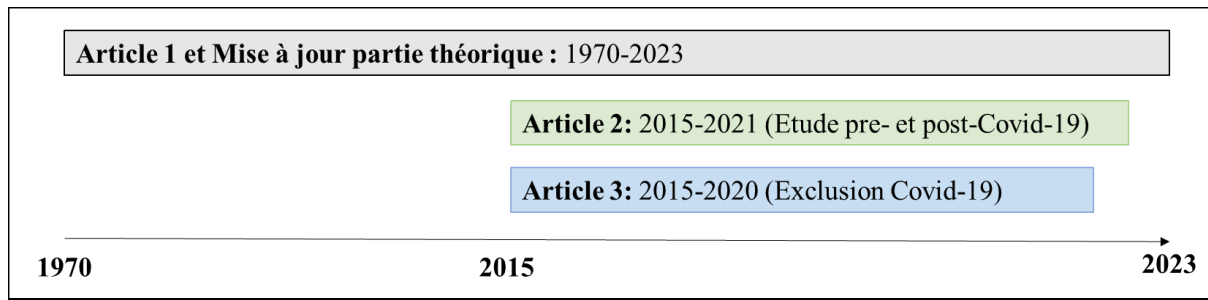 Article 1 et Mise à jour partie théorique : 1970-2023
Article 2: 2015-2021 (Etude pre- et post-Covid-19)
Article 3: 2015-2020 (Exclusion Covid-19)
1970 2015 2023